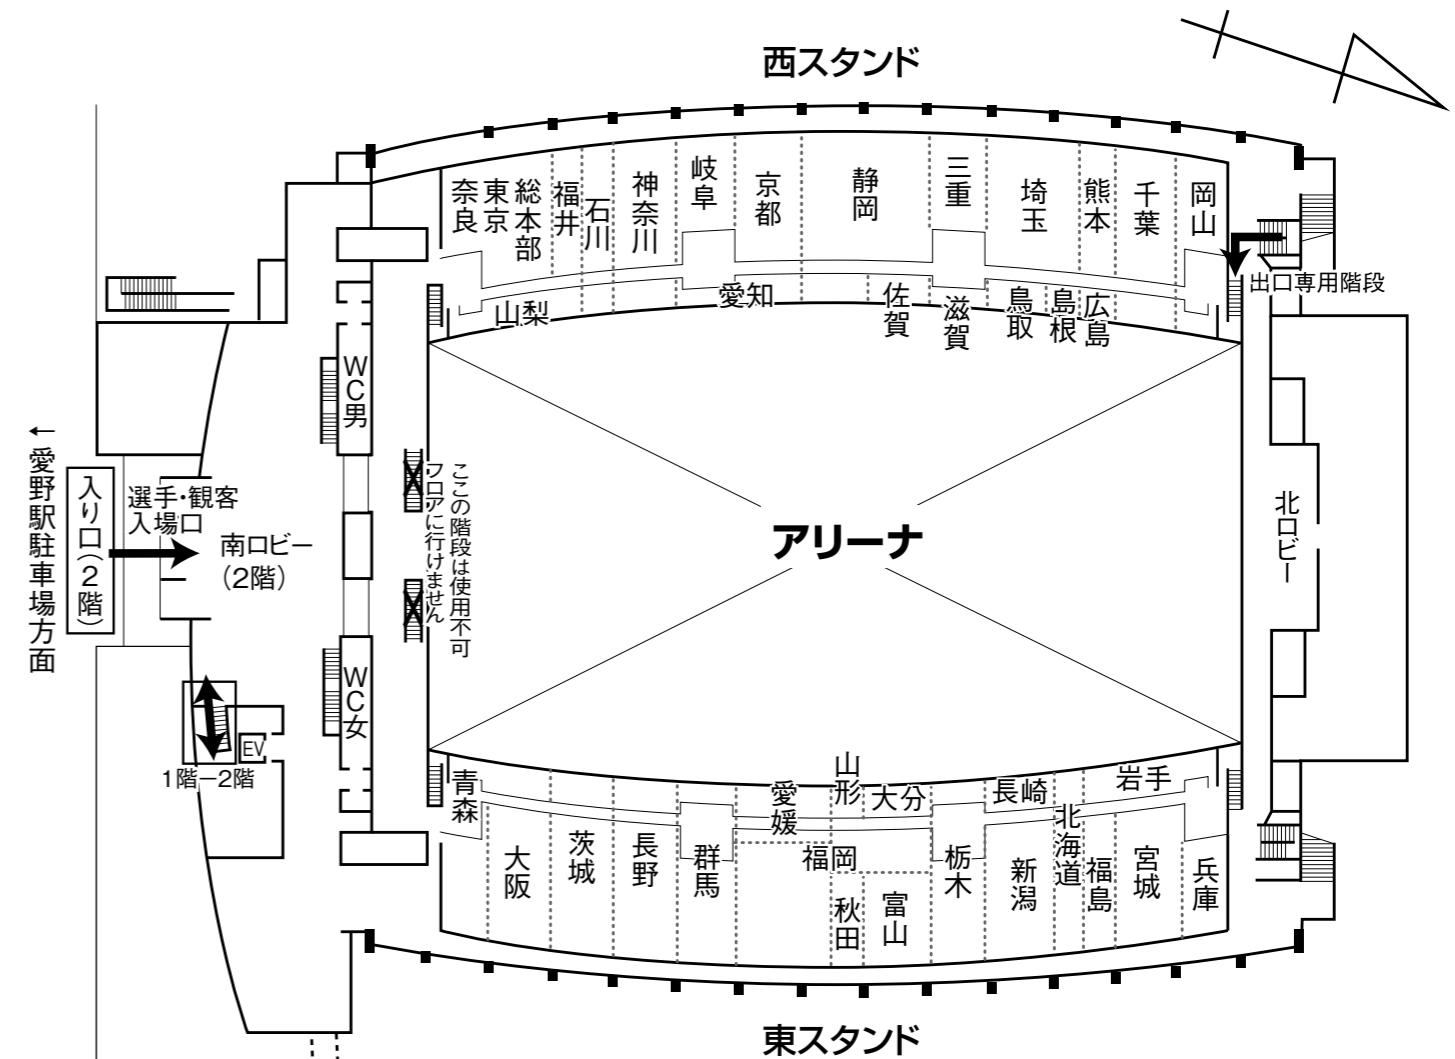 西スタンド
奈良
東京
総本部
福井
石川
神奈川
岐阜
京都
静岡
三重
埼玉
熊本
千葉
岡山
出口専用階段
山梨
愛知
佐賀
滋賀
鳥取
島根
広島
WC男
←愛野駅駐車場方面
入り口(2階)
選手・観客
入場口
南ロビー
(2階)
ここの階段は使用不可
フロアに行けません
アリーナ
北ロビー
WC女
EV
1階―2階
青森
愛媛
山形
大分
長崎
岩手
大阪
茨城
長野
群馬
福岡
秋田
富山
栃木
新潟
北海道
福島
宮城
兵庫
東スタンド